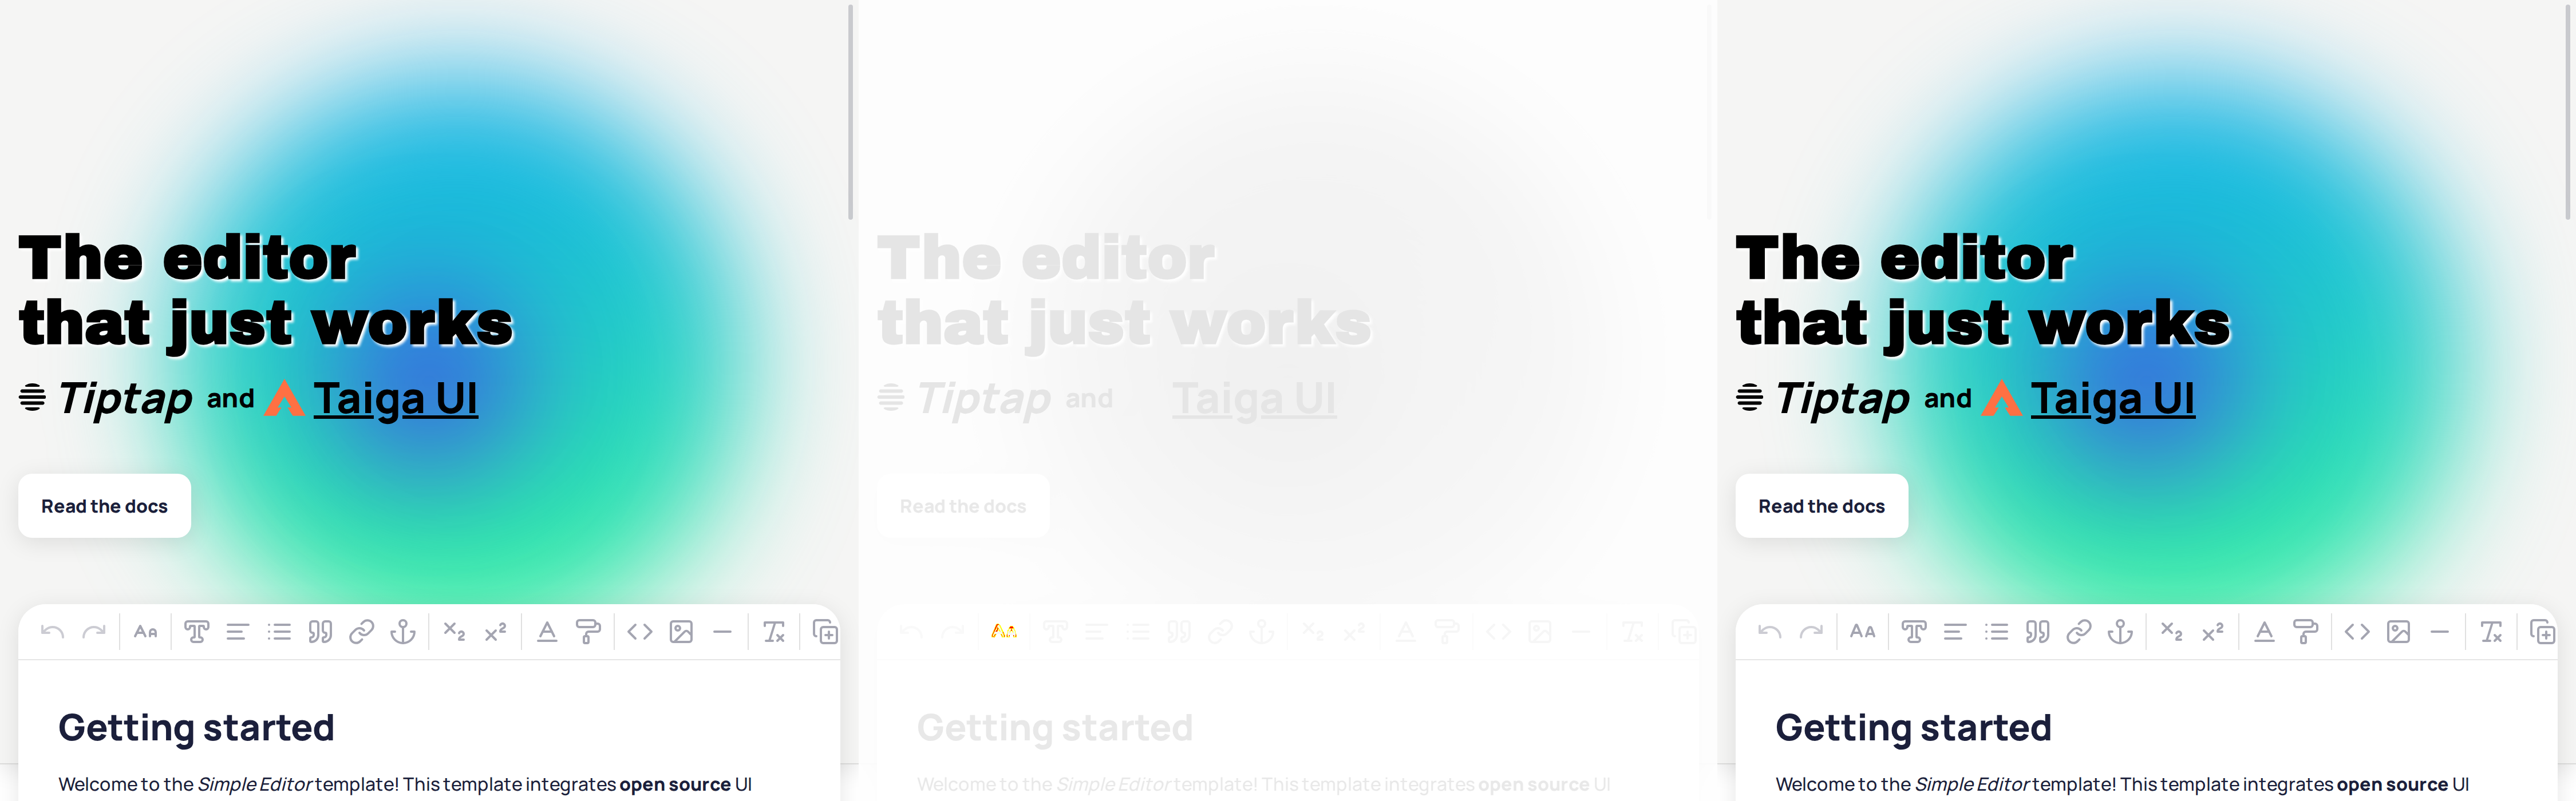 The editor
that just works
Tiptap and Taiga UI
Read the docs
Getting started
Welcome to the Simple Editor template! This template integrates open source UI
The editor
that just works
Tiptap and Taiga UI
Read the docs
Getting started
Welcome to the Simple Editor template! This template integrates open source UI
The editor
that just works
Tiptap and Taiga UI
Read the docs
Getting started
Welcome to the Simple Editor template! This template integrates open source UI